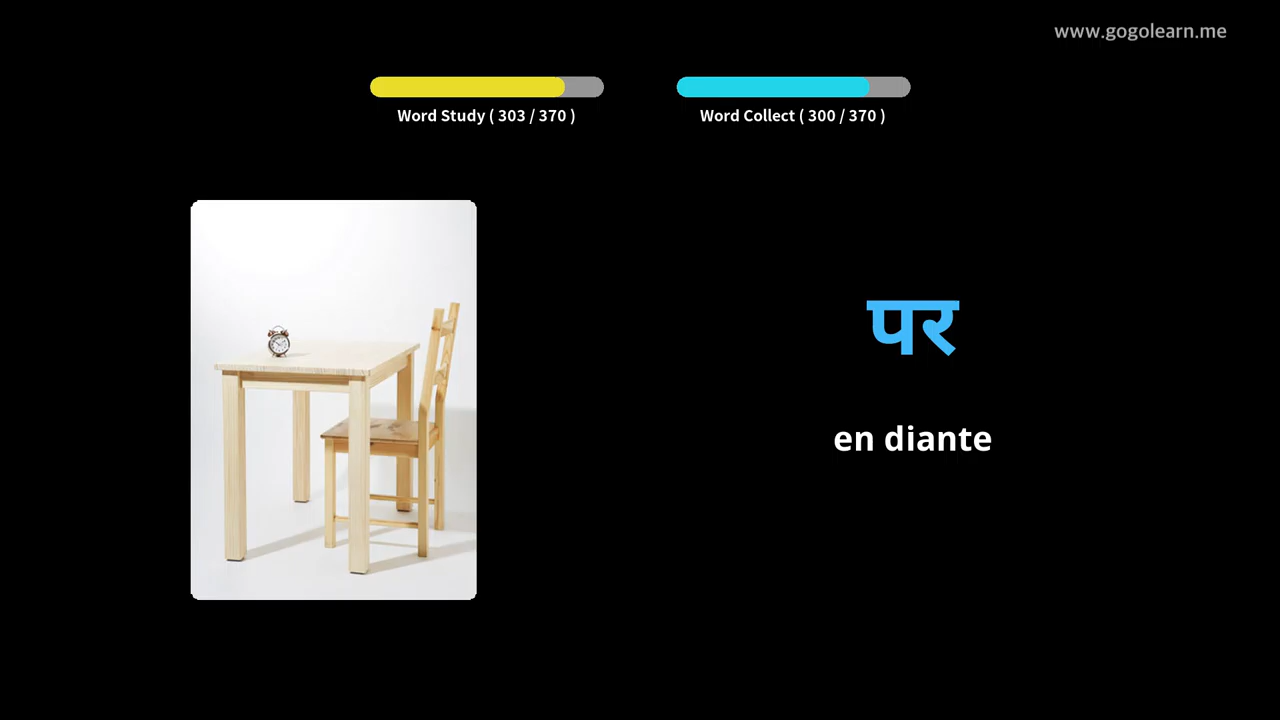 www.gogolearn.me
Word Study ( 303 / 370 )
Word Collect ( 300 / 370 )
पर
en diante